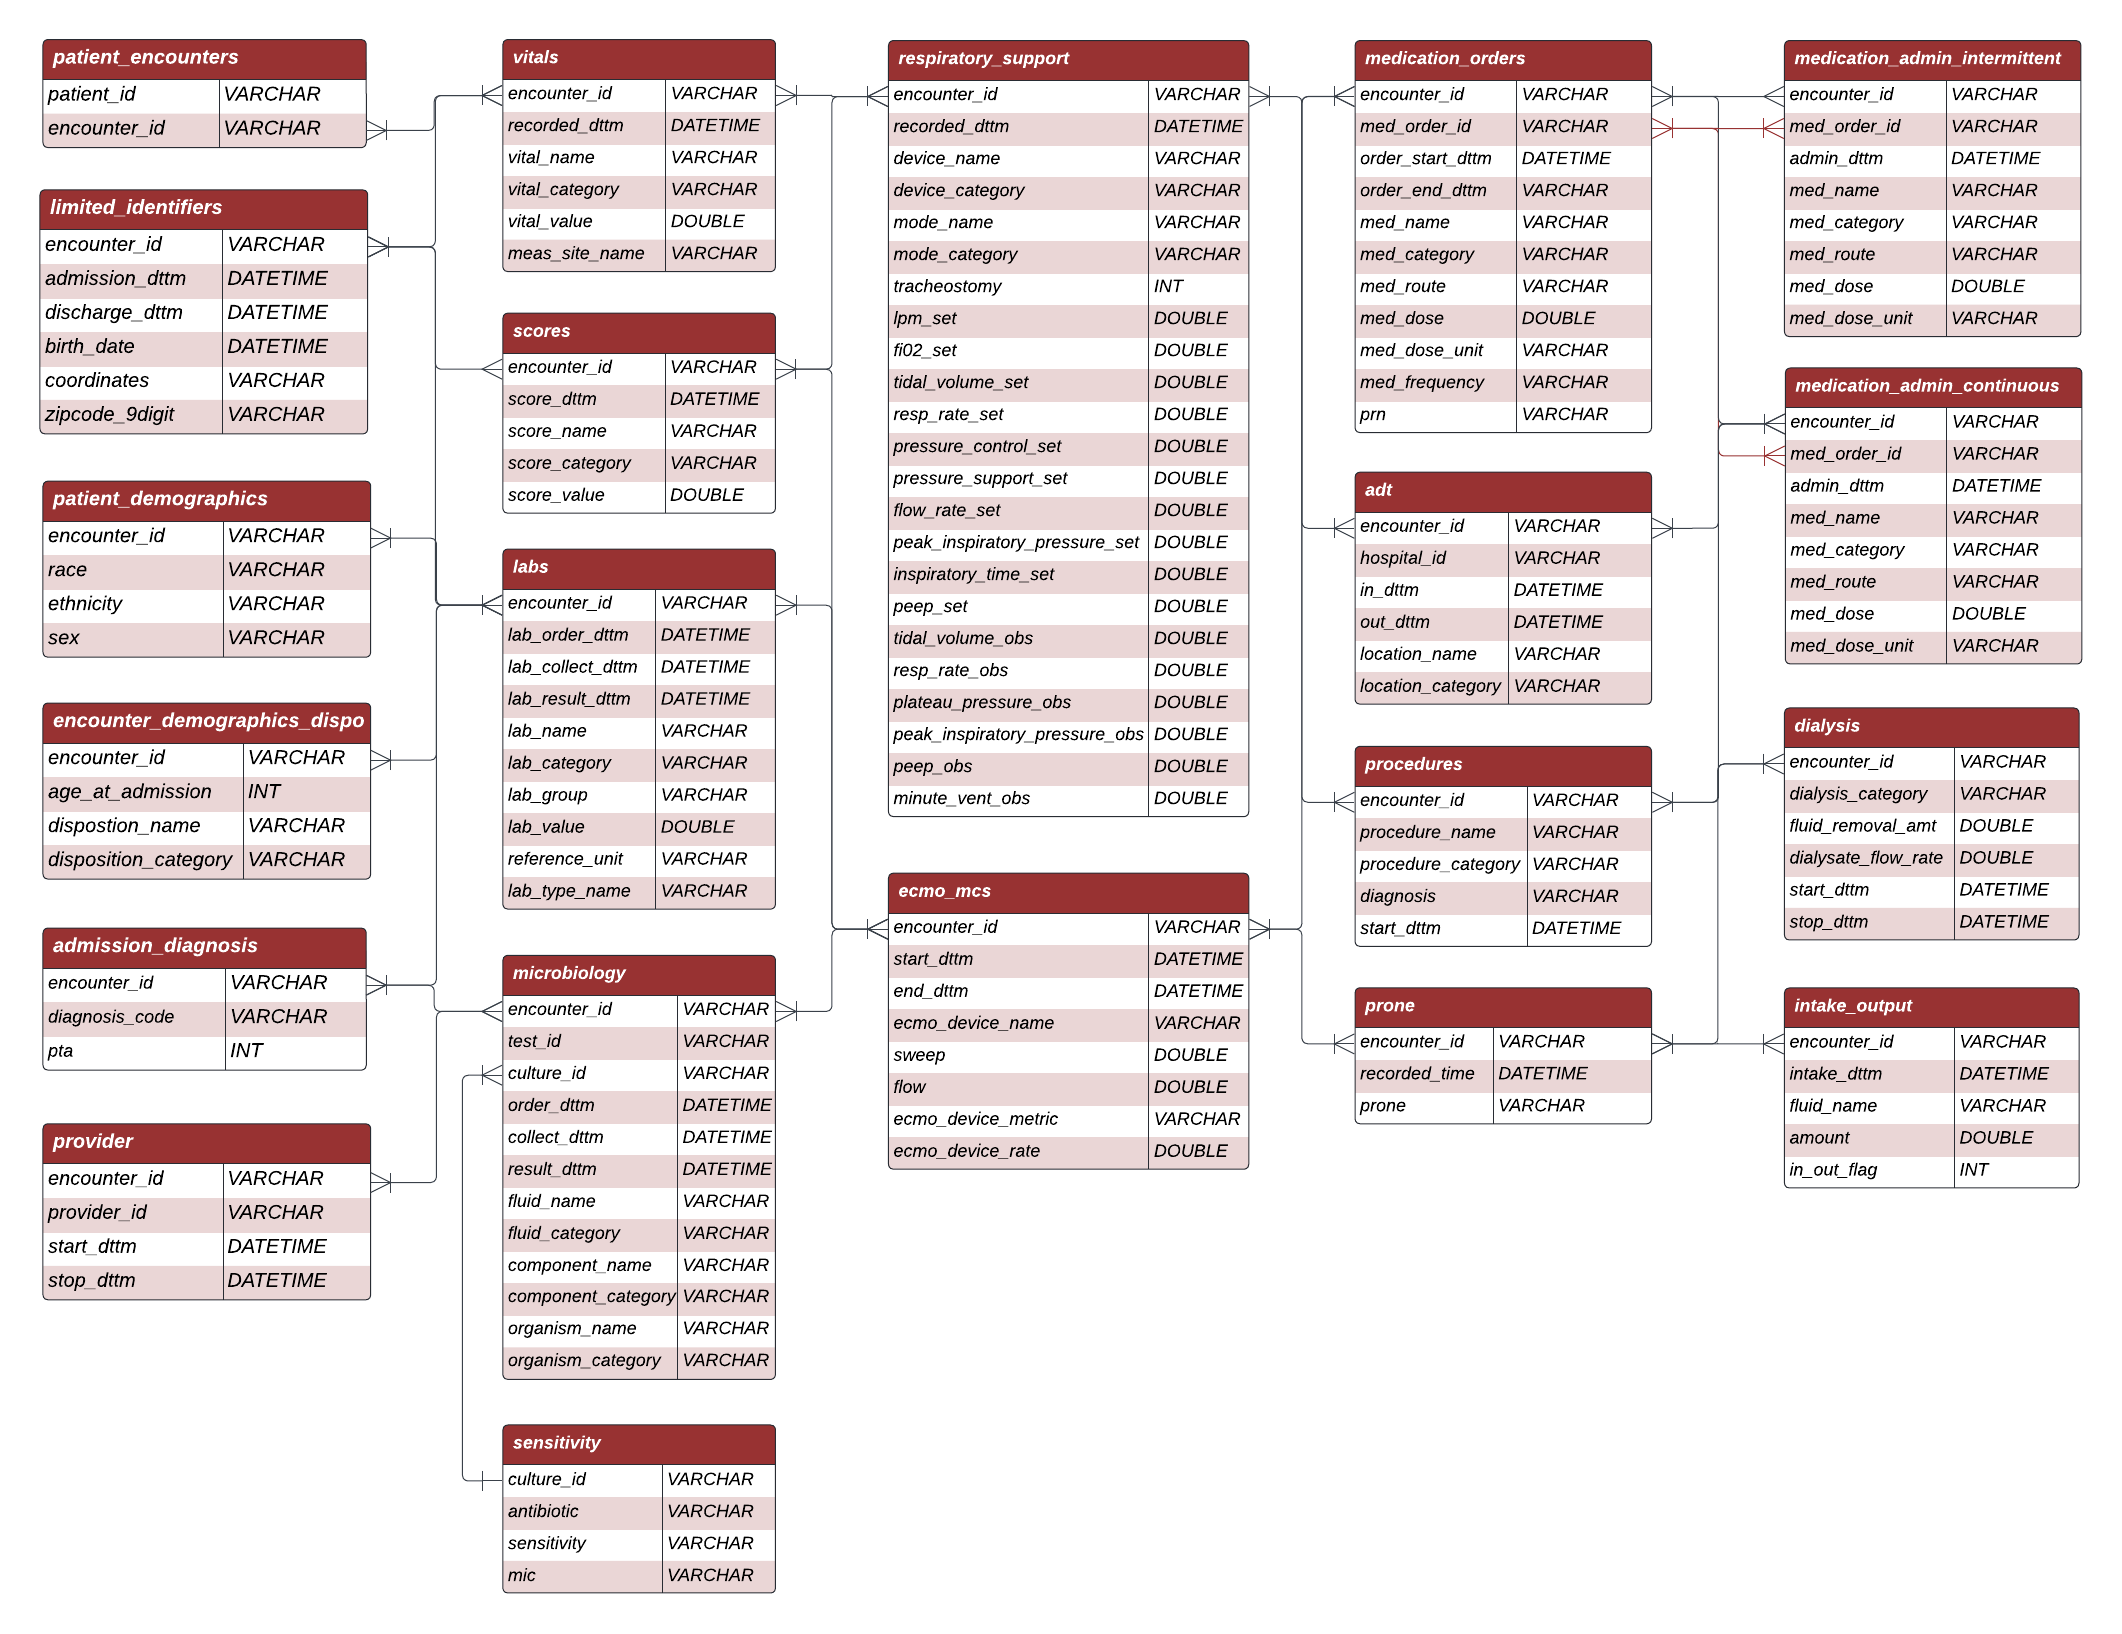 patient_encounters
patient_id VARCHAR
encounter_id VARCHAR
limited_identifiers
encounter_id VARCHAR
admission_dttm DATETIME
discharge_dttm DATETIME
birth_date DATETIME
coordinates VARCHAR
zipcode_9digit VARCHAR
patient_demographics
encounter_id VARCHAR
race VARCHAR
ethnicity VARCHAR
sex VARCHAR
encounter_demographics_dispo
encounter_id VARCHAR
age_at_admission INT
dispostion_name VARCHAR
disposition_category VARCHAR
admission_diagnosis
encounter_id VARCHAR
diagnosis_code VARCHAR
pta INT
provider
encounter_id VARCHAR
provider_id VARCHAR
start_dttm DATETIME
stop_dttm DATETIME
vitals
encounter_id VARCHAR
recorded_dttm DATETIME
vital_name VARCHAR
vital_category VARCHAR
vital_value DOUBLE
meas_site_name VARCHAR
scores
encounter_id VARCHAR
score_dttm DATETIME
score_name VARCHAR
score_category VARCHAR
score_value DOUBLE
labs
encounter_id VARCHAR
lab_order_dttm DATETIME
lab_collect_dttm DATETIME
lab_result_dttm DATETIME
lab_name VARCHAR
lab_category VARCHAR
lab_group VARCHAR
lab_value DOUBLE
reference_unit VARCHAR
lab_type_name VARCHAR
microbiology
encounter_id VARCHAR
test_id VARCHAR
culture_id VARCHAR
order_dttm DATETIME
collect_dttm DATETIME
result_dttm DATETIME
fluid_name VARCHAR
fluid_category VARCHAR
component_name VARCHAR
component_category VARCHAR
organism_name VARCHAR
organism_category VARCHAR
sensitivity
culture_id VARCHAR
antibiotic VARCHAR
sensitivity VARCHAR
mic VARCHAR
respiratory_support
encounter_id VARCHAR
recorded_dttm DATETIME
device_name VARCHAR
device_category VARCHAR
mode_name VARCHAR
mode_category VARCHAR
tracheostomy INT
lpm_set DOUBLE
fi02_set DOUBLE
tidal_volume_set DOUBLE
resp_rate_set DOUBLE
pressure_control_set DOUBLE
pressure_support_set DOUBLE
flow_rate_set DOUBLE
peak_inspiratory_pressure_set DOUBLE
inspiratory_time_set DOUBLE
peep_set DOUBLE
tidal_volume_obs DOUBLE
resp_rate_obs DOUBLE
plateau_pressure_obs DOUBLE
peak_inspiratory_pressure_obs DOUBLE
peep_obs DOUBLE
minute_vent_obs DOUBLE
ecmo_mcs
encounter_id VARCHAR
start_dttm DATETIME
end_dttm DATETIME
ecmo_device_name VARCHAR
sweep DOUBLE
flow DOUBLE
ecmo_device_metric VARCHAR
ecmo_device_rate DOUBLE
medication_orders
encounter_id VARCHAR
med_order_id VARCHAR
order_start_dttm DATETIME
order_end_dttm VARCHAR
med_name VARCHAR
med_category VARCHAR
med_route VARCHAR
med_dose DOUBLE
med_dose_unit VARCHAR
med_frequency VARCHAR
prn VARCHAR
adt
encounter_id VARCHAR
hospital_id VARCHAR
in_dttm DATETIME
out_dttm DATETIME
location_name VARCHAR
location_category VARCHAR
procedures
encounter_id VARCHAR
procedure_name VARCHAR
procedure_category VARCHAR
diagnosis VARCHAR
start_dttm DATETIME
prone
encounter_id VARCHAR
recorded_time DATETIME
prone VARCHAR
medication_admin_intermittent
encounter_id VARCHAR
med_order_id VARCHAR
admin_dttm DATETIME
med_name VARCHAR
med_category VARCHAR
med_route VARCHAR
med_dose DOUBLE
med_dose_unit VARCHAR
medication_admin_continuous
encounter_id VARCHAR
med_order_id VARCHAR
admin_dttm DATETIME
med_name VARCHAR
med_category VARCHAR
med_route VARCHAR
med_dose DOUBLE
med_dose_unit VARCHAR
dialysis
encounter_id VARCHAR
dialysis_category VARCHAR
fluid_removal_amt DOUBLE
dialysate_flow_rate DOUBLE
start_dttm DATETIME
stop_dttm DATETIME
intake_output
encounter_id VARCHAR
intake_dttm DATETIME
fluid_name VARCHAR
amount DOUBLE
in_out_flag INT